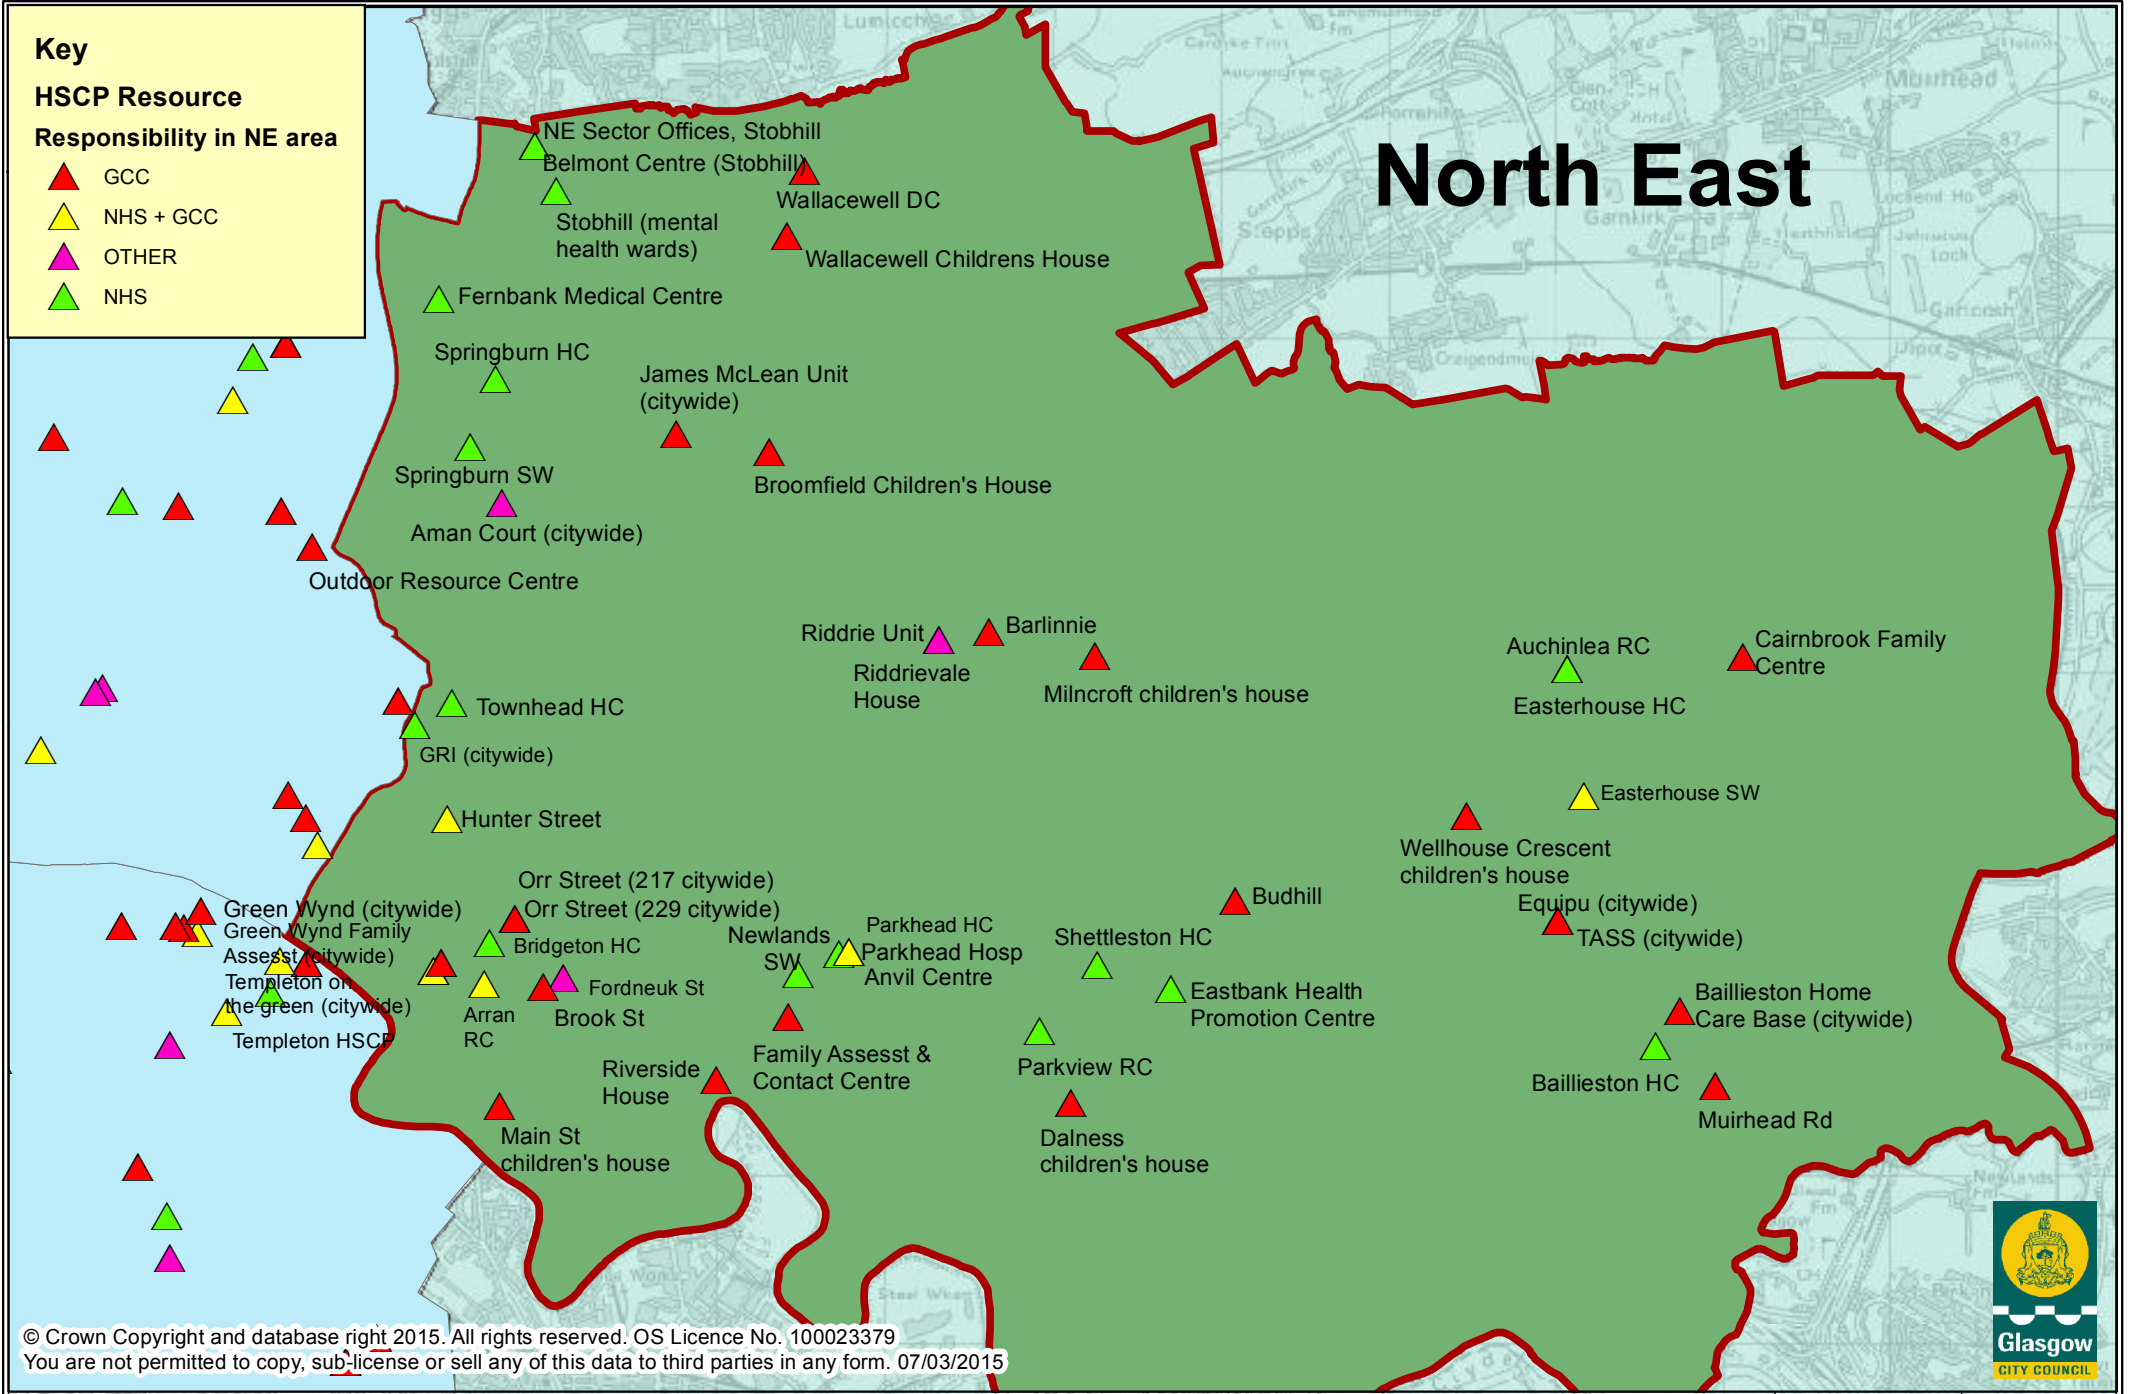 Key
HSCP Resource
Responsibility in NE area
GCC
NHS + GCC
OTHER
NHS
North East
NE Sector Offices, Stobhill
Belmont Centre (Stobhill)
Wallacewell DC
Stobhill (mental
health wards)
Wallacewell Childrens House
Fernbank Medical Centre
Springburn HC
James McLean Unit
(citywide)
Springburn SW
Broomfield Children's House
Aman Court (citywide)
Outdoor Resource Centre
Riddrie Unit
Barlinnie
Riddrievale
House
Milncroft children's house
Auchinlea RC
Cairnbrook Family
Centre
Easterhouse HC
Townhead HC
GRI (citywide)
Hunter Street
Easterhouse SW
Wellhouse Crescent
children's house
Equipu (citywide)
TASS (citywide)
Orr Street (217 citywide)
Orr Street (229 citywide)
Green Wynd (citywide)
Green Wynd Family
Assesst (citywide)
Templeton on
the green (citywide)
Templeton HSCP
Bridgeton HC
Newlands
SW
Parkhead HC
Parkhead Hosp
Anvil Centre
Budhill
Shettleston HC
Eastbank Health
Promotion Centre
Fordneuk St
Brook St
Arran
RC
Riverside
House
Family Assesst &
Contact Centre
Parkview RC
Main St
children's house
Dalness
children's house
Baillieston Home
Care Base (citywide)
Baillieston HC
Muirhead Rd
Muirhead
Stepps
Garnkirk
Hotel
87
Steel Wks
© Crown Copyright and database right 2015. All rights reserved. OS Licence No. 100023379
You are not permitted to copy, sub-license or sell any of this data to third parties in any form. 07/03/2015
Glasgow
CITY COUNCIL